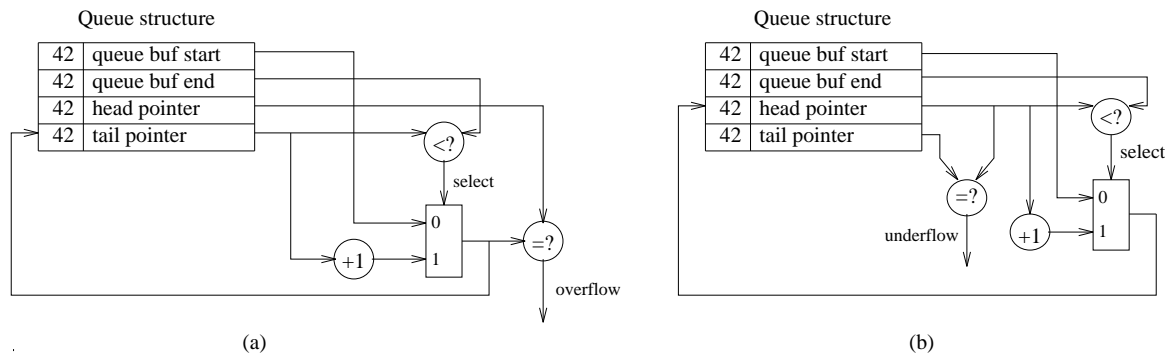 Queue structure
42 queue buf start
42 queue buf end
42 head pointer
42 tail pointer
<?
select
0
=?
+1
1
overflow
(a)
Queue structure
42 queue buf start
42 queue buf end
42 head pointer
42 tail pointer
<?
select
=?
0
underflow
+1
1
(b)